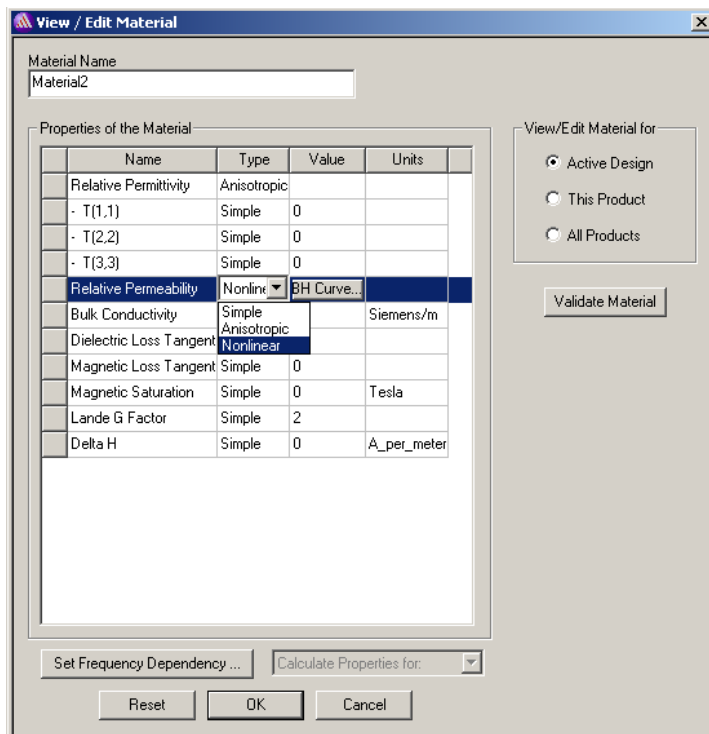 View / Edit Material
Material Name
Material2
Properties of the Material
Name Type Value Units
Relative Permittivity Anisotropic
- T(1,1) Simple 0
- T(2,2) Simple 0
- T(3,3) Simple 0
Relative Permeability Nonline BH Curve...
Simple
Anisotropic
Nonlinear
Bulk Conductivity Siemens/m
Dielectric Loss Tangent
Magnetic Loss Tangent Simple 0
Magnetic Saturation Simple 0 Tesla
Lande G Factor Simple 2
Delta H Simple 0 A_per_meter
View/Edit Material for
Active Design
This Product
All Products
Validate Material
Set Frequency Dependency ...
Calculate Properties for:
Reset OK Cancel